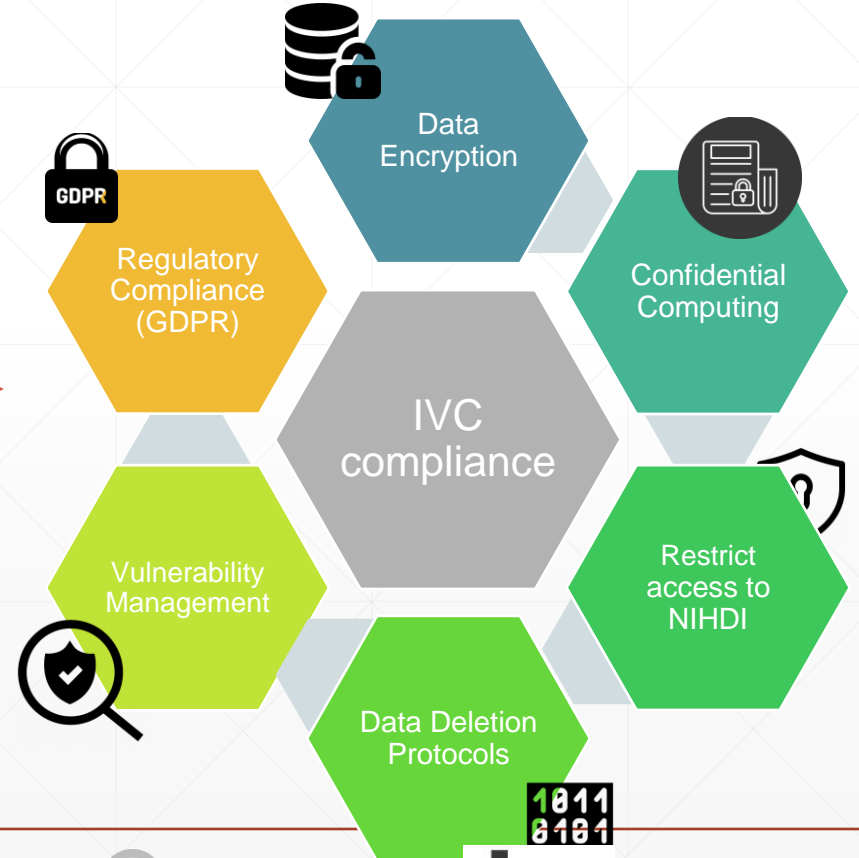 Data
Encryption
GDPR
Regulatory
Compliance
(GDPR)
Confidential
Computing
IVC
compliance
Vulnerability
Management
Restrict
access to
NIHDI
Data Deletion
Protocols
1011
0101